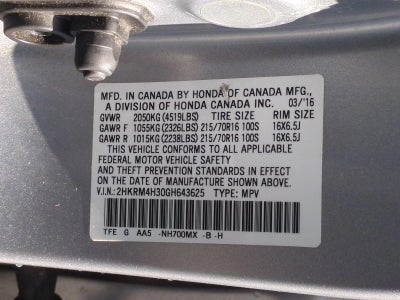 MFD. IN CANADA BY HONDA OF CANADA MFG.,
A DIVISION OF HONDA CANADA INC. 03/'16
GVWR 2050KG (4519LBS) TIRE SIZE RIM SIZE
GAWR F 1055KG (2326LBS) 215/70R16 100S 16X6.5J
GAWR R 1015KG (2238LBS) 215/70R16 100S 16X6.5J
THIS VEHICLE CONFORMS TO ALL APPLICABLE
FEDERAL MOTOR VEHICLE SAFETY
AND THEFT PREVENTION STANDARDS IN EFFECT
ON THE DATE OF MANUFACTURE SHOWN ABOVE.
V.I.N.: 2HKRM4H30GH643625 TYPE: MPV
TFE G AA5 -NH700MX -B -H